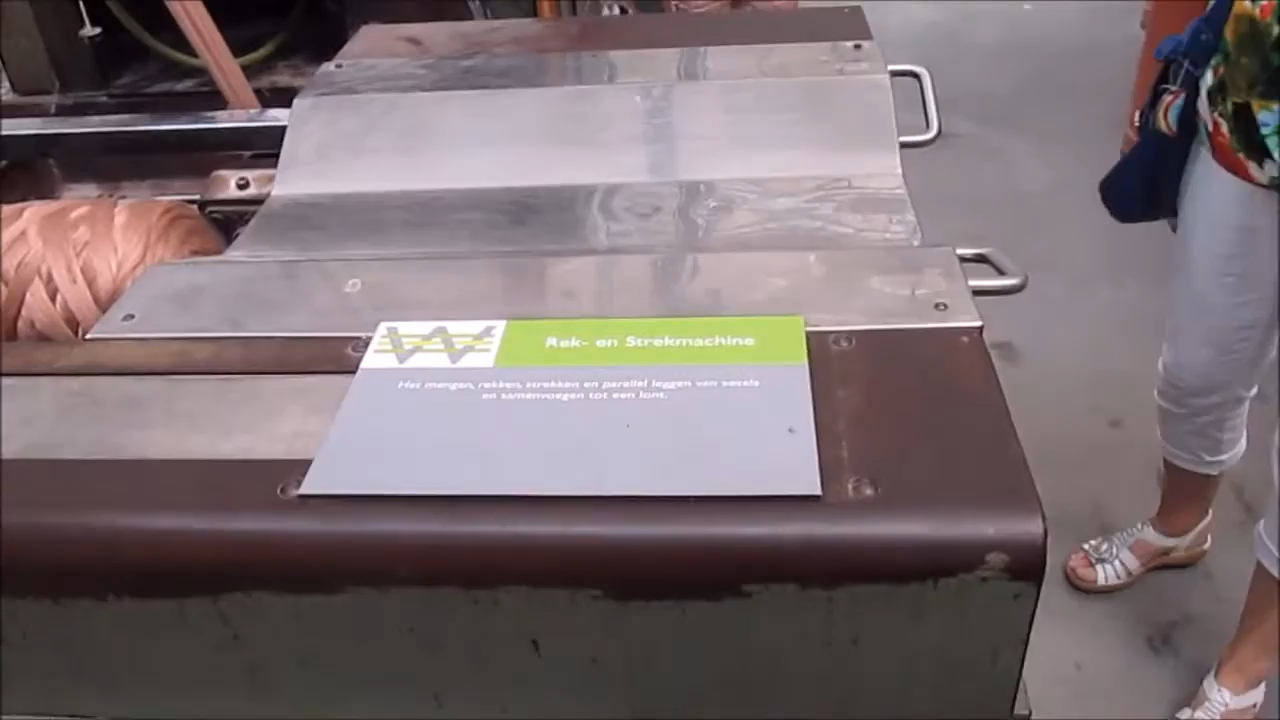 Rek- en Strekmachine
Het mengen, rekken, strekken en parallel leggen van vezels
en samenvoegen tot een lont.